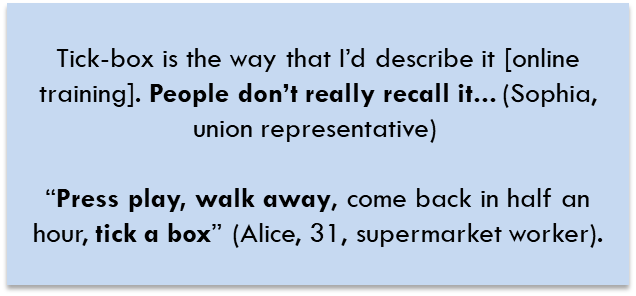 Tick-box is the way that I’d describe it [online
training]. People don’t really recall it... (Sophia,
union representative)
“Press play, walk away, come back in half an
hour, tick a box” (Alice, 31, supermarket worker).